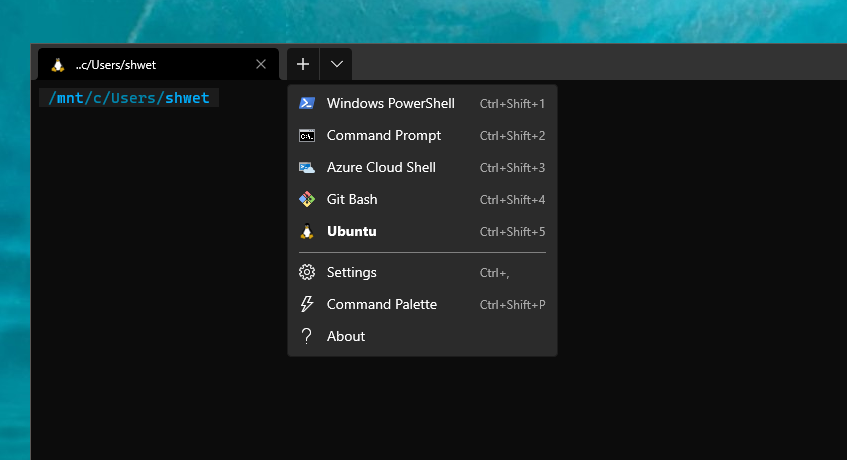 ..c/Users/shwet
/mnt/c/Users/shwet
Windows PowerShell Ctrl+Shift+1
Command Prompt Ctrl+Shift+2
Azure Cloud Shell Ctrl+Shift+3
Git Bash Ctrl+Shift+4
Ubuntu Ctrl+Shift+5
Settings Ctrl+,
Command Palette Ctrl+Shift+P
About